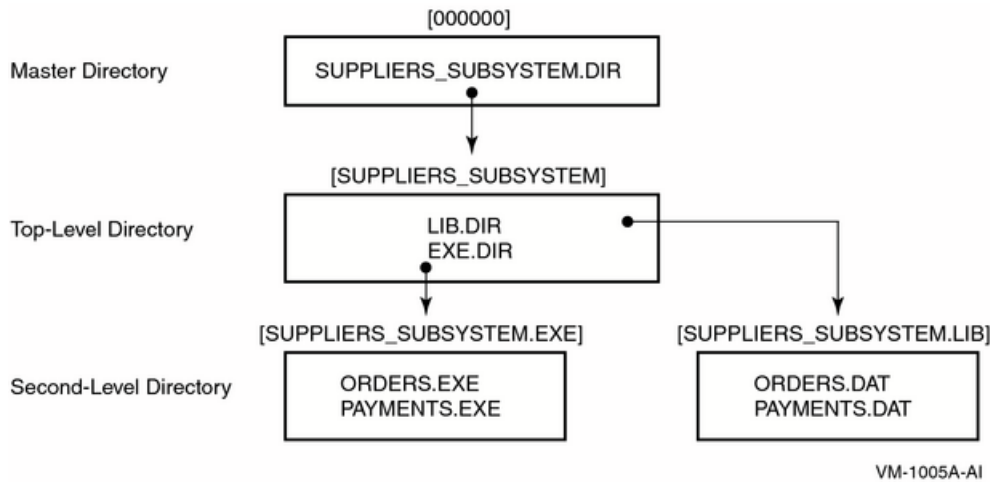 [000000]
Master Directory
SUPPLIERS_SUBSYSTEM.DIR
[SUPPLIERS_SUBSYSTEM]
Top-Level Directory
LIB.DIR
EXE.DIR
[SUPPLIERS_SUBSYSTEM.EXE]
[SUPPLIERS_SUBSYSTEM.LIB]
Second-Level Directory
ORDERS.EXE
PAYMENTS.EXE
ORDERS.DAT
PAYMENTS.DAT
VM-1005A-AI